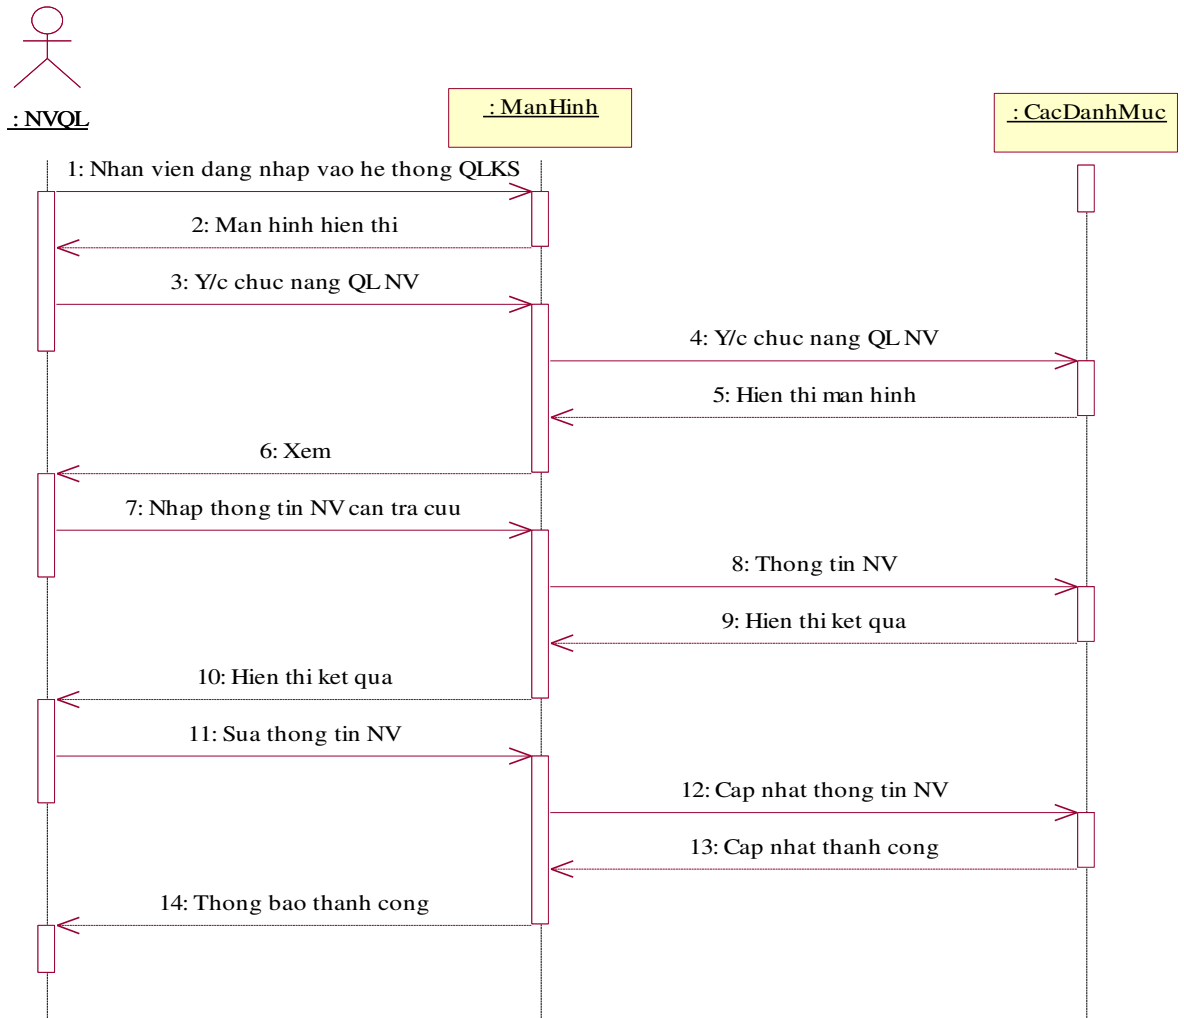 : NVQL
: ManHinh
: CacDanhMuc
1: Nhan vien dang nhap vao he thong QLKS
2: Man hinh hien thi
3: Y/c chuc nang QL NV
4: Y/c chuc nang QL NV
5: Hien thi man hinh
6: Xem
7: Nhap thong tin NV can tra cuu
8: Thong tin NV
9: Hien thi ket qua
10: Hien thi ket qua
11: Sua thong tin NV
12: Cap nhat thong tin NV
13: Cap nhat thanh cong
14: Thong bao thanh cong